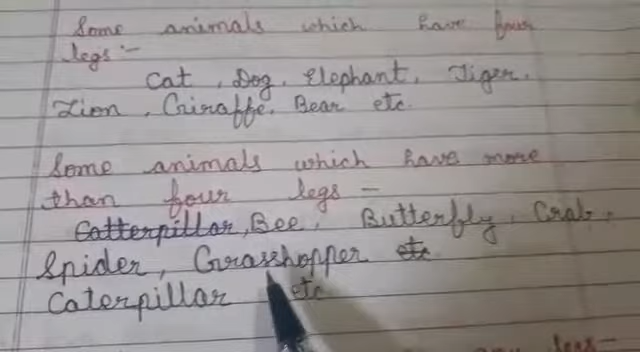 Some animals which have four
legs :-
Cat, Dog, Elephant, Tiger,
Lion, Giraffe, Bear etc.
Some animals which have more
than four legs -
Catterpillar, Bee, Butterfly, Crab,
Spider, Grasshopper etc
Caterpillar etc
legs-